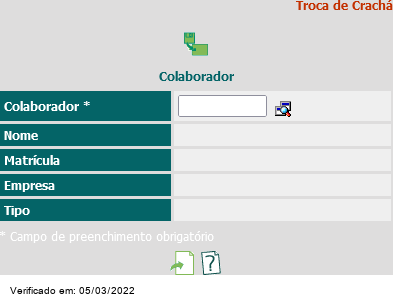 Troca de Crachá
Colaborador
Colaborador *
Nome
Matrícula
Empresa
Tipo
* Campo de preenchimento obrigatório
?
Verificado em: 05/03/2022